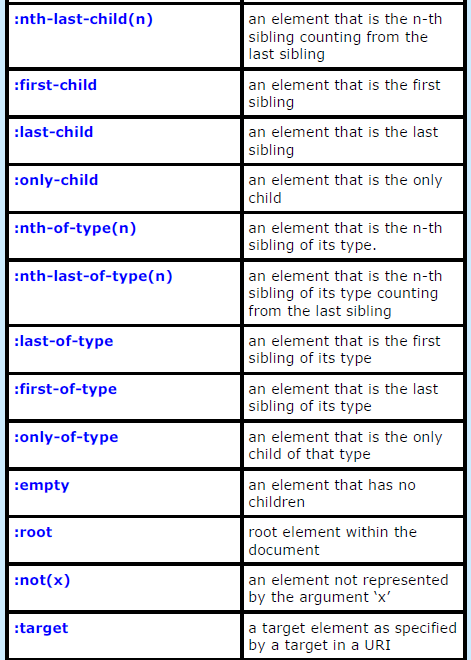 :nth-last-child(n)
an element that is the n-th
sibling counting from the
last sibling
:first-child
an element that is the first
sibling
:last-child
an element that is the last
sibling
:only-child
an element that is the only
child
:nth-of-type(n)
an element that is the n-th
sibling of its type.
:nth-last-of-type(n)
an element that is the n-th
sibling of its type counting
from the last sibling
:last-of-type
an element that is the first
sibling of its type
:first-of-type
an element that is the last
sibling of its type
:only-of-type
an element that is the only
child of that type
:empty
an element that has no
children
:root
root element within the
document
:not(x)
an element not represented
by the argument ‘x’
:target
a target element as specified
by a target in a URI